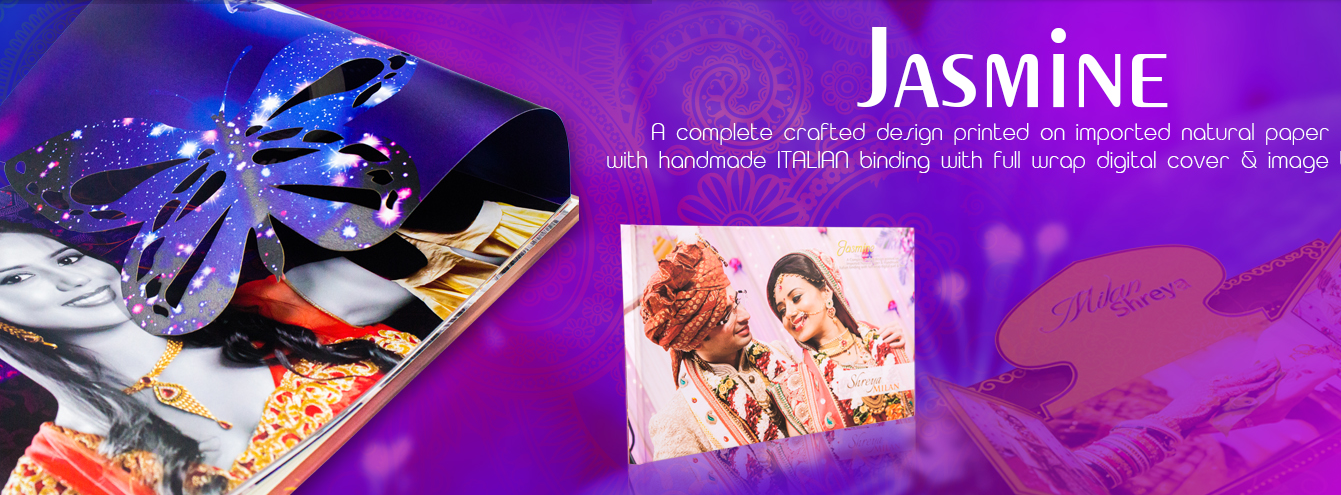 JASMINE
A complete crafted design printed on imported natural paper
with handmade ITALIAN binding with full wrap digital cover & image
Jasmine
Shreya
MILAN
Milan
Shreya